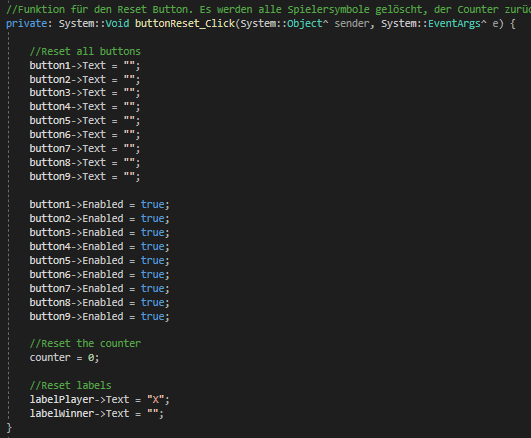 //Funktion für den Reset Button. Es werden alle Spielersymbole gelöscht, der Counter
private: System::Void buttonReset_Click(System::Object^ sender, System::EventArgs^ e) {
//Reset all buttons
button1->Text = "";
button2->Text = "";
button3->Text = "";
button4->Text = "";
button5->Text = "";
button6->Text = "";
button7->Text = "";
button8->Text = "";
button9->Text = "";
button1->Enabled = true;
button2->Enabled = true;
button3->Enabled = true;
button4->Enabled = true;
button5->Enabled = true;
button6->Enabled = true;
button7->Enabled = true;
button8->Enabled = true;
button9->Enabled = true;
//Reset the counter
counter = 0;
//Reset labels
labelPlayer->Text = "X";
labelWinner->Text = "";
}